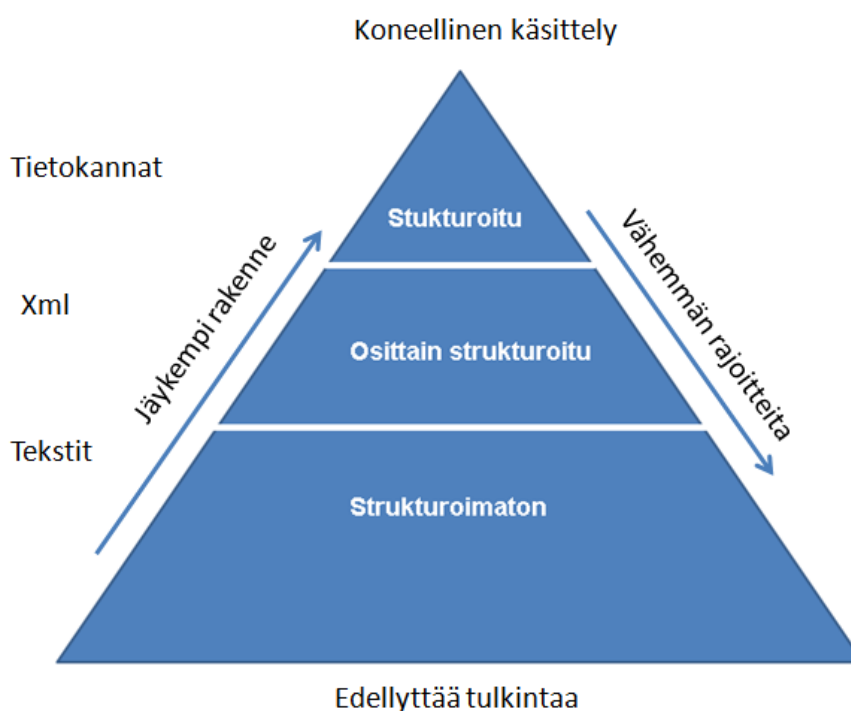 Koneellinen käsittely
Tietokannat
Stukturoitu
Jäykempi rakenne
Vähemmän rajoitteita
Xml
Osittain strukturoitu
Tekstit
Strukturoimaton
Edellyttää tulkintaa